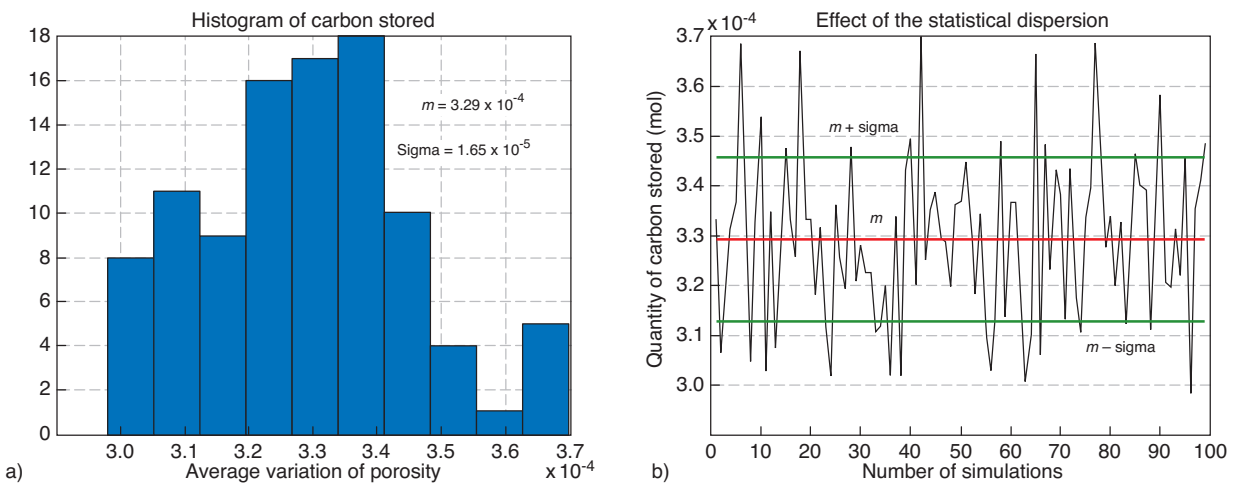 Histogram of carbon stored
18
16
14
12
10
8
6
4
2
0
m = 3.29 x 10-4
Sigma = 1.65 x 10-5
3.0 3.1 3.2 3.3 3.4 3.5 3.6 3.7
x 10-4
Average variation of porosity
a)
Effect of the statistical dispersion
x 10-4
3.7
3.6
3.5
3.4
3.3
3.2
3.1
3.0
Quantity of carbon stored (mol)
m + sigma
m
m – sigma
0 10 20 30 40 50 60 70 80 90 100
Number of simulations
b)